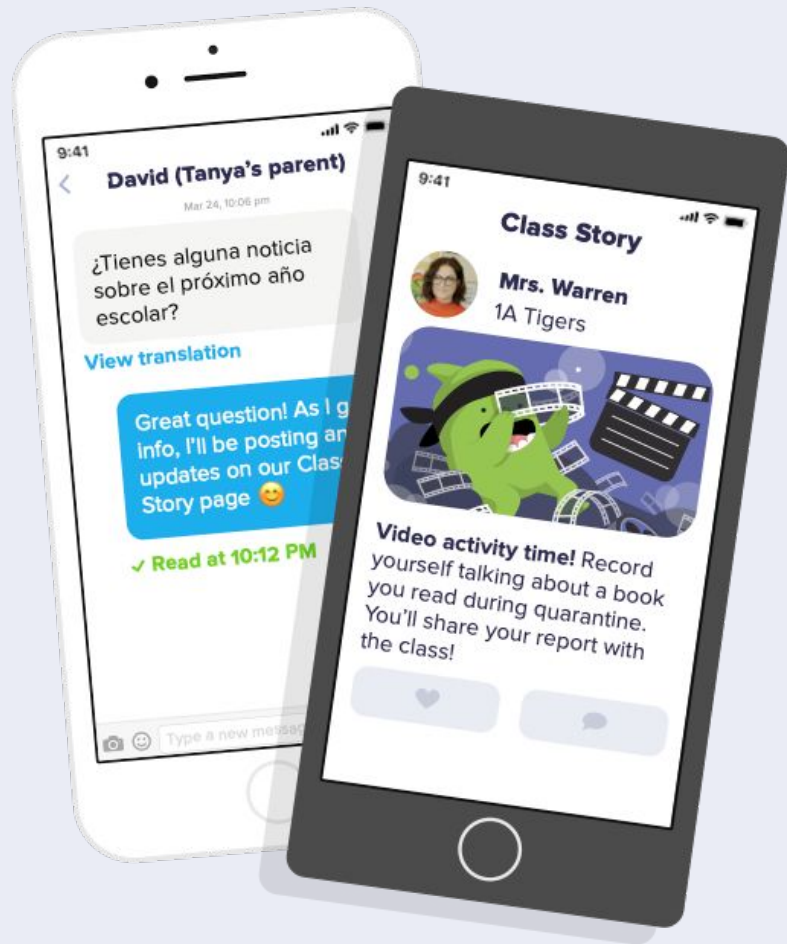 9:41
David (Tanya's parent)
Mar 24, 10:06 pm
¿Tienes alguna noticia
sobre el próximo año
escolar?
View translation
Great question! As I
info, I'll be posting
updates on our
Story page 😊
✓ Read at 10:12 PM
Type a new
9:41
Class Story
Mrs. Warren
1A Tigers
Video activity time! Record
yourself talking about a book
you read during quarantine.
You'll share your report with
the class!